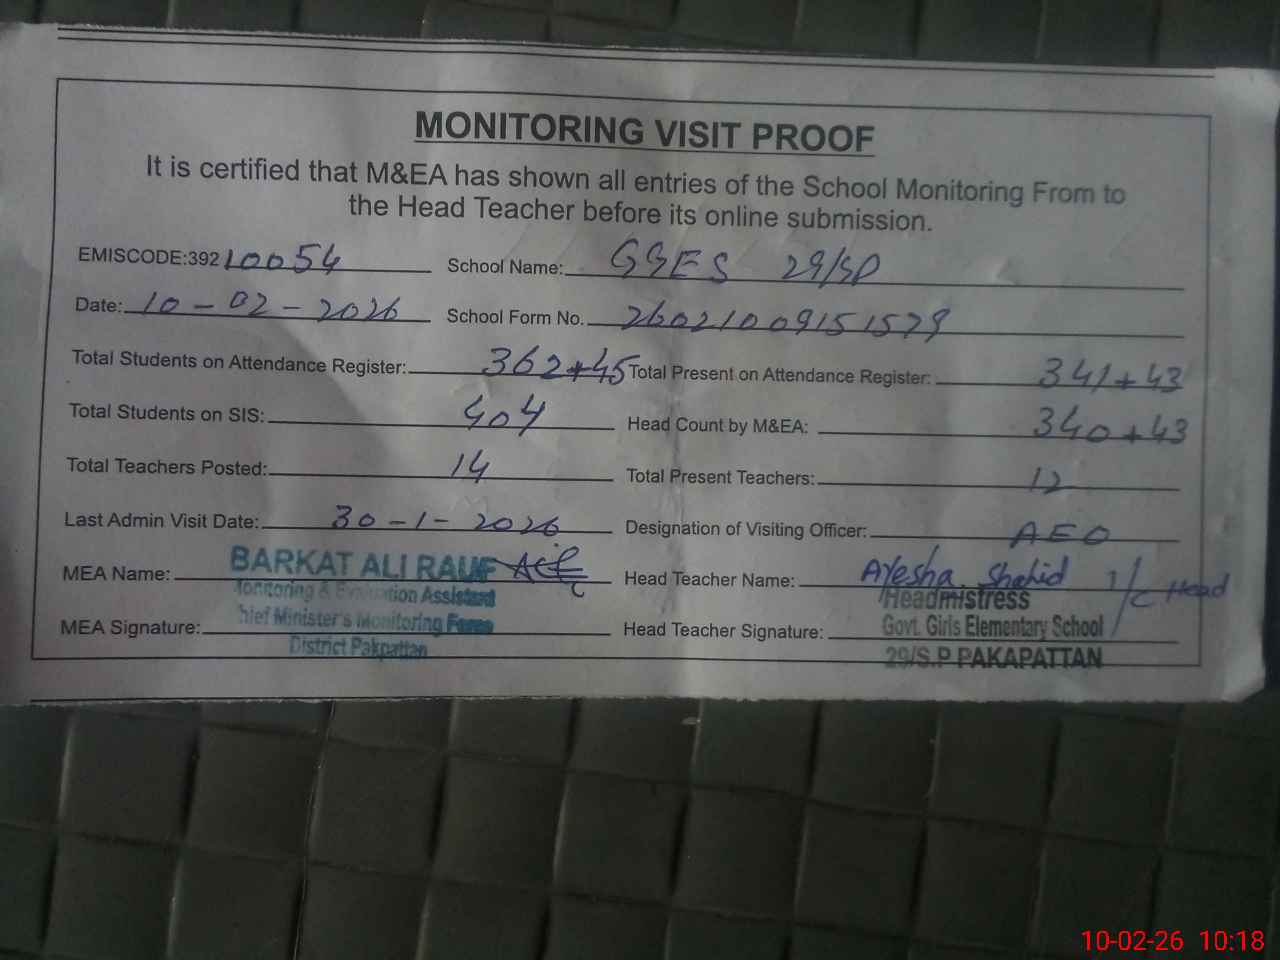 MONITORING VISIT PROOF
It is certified that M&EA has shown all entries of the School Monitoring From to
the Head Teacher before its online submission.
EMISCODE:392 10054 School Name: GGES 29/SP
Date: 10-02-2026 School Form No. 26021009151579
Total Students on Attendance Register: 362+45 Total Present on Attendance Register: 341+43
Total Students on SIS: 404 Head Count by M&EA: 340+43
Total Teachers Posted: 14 Total Present Teachers: 12
Last Admin Visit Date: 30-1-2026 Designation of Visiting Officer: AEO
MEA Name: BARKAT ALI RAUF Head Teacher Name: Ayesha Shahid I/C Head
Monitoring & Evaluation Assistant Headmistress
MEA Signature: Chief Minister's Monitoring Force Head Teacher Signature: Govt. Girls Elementary School
District Pakpattan 29/S.P PAKAPATTAN
10-02-26 10:18